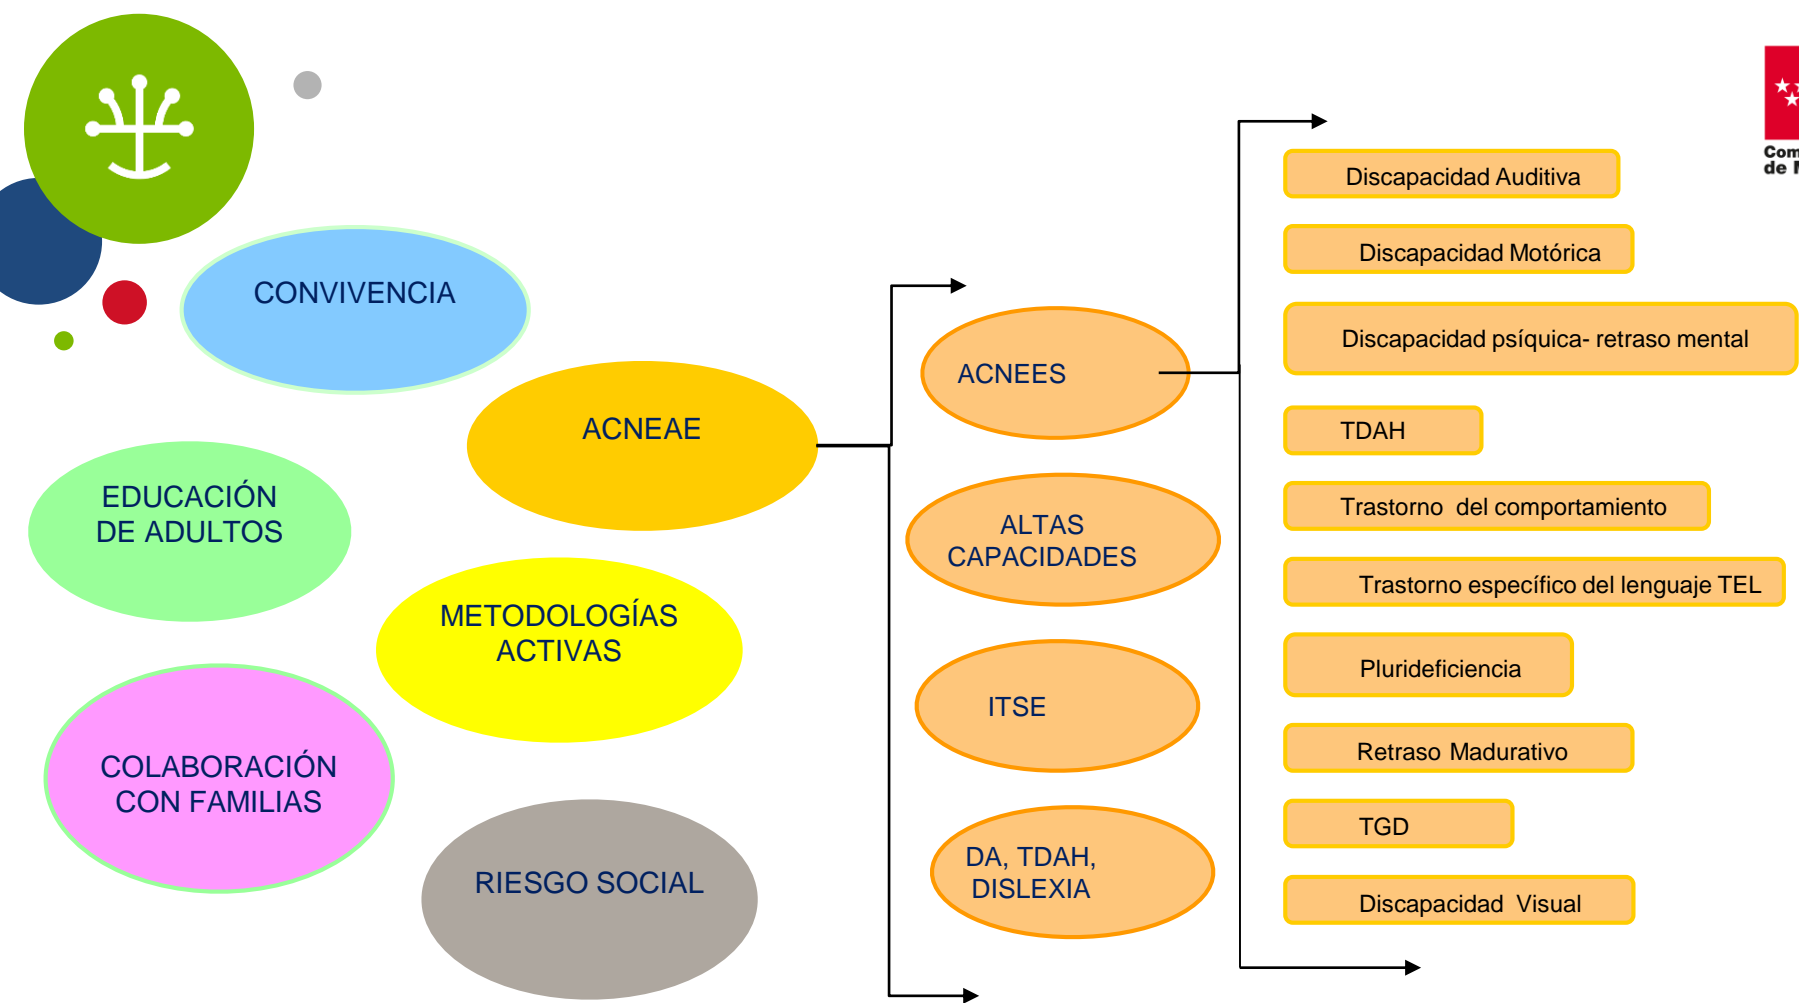 CONVIVENCIA
ACNEAE
EDUCACIÓN
DE ADULTOS
METODOLOGÍAS
ACTIVAS
COLABORACIÓN
CON FAMILIAS
RIESGO SOCIAL
ACNEES
ALTAS
CAPACIDADES
ITSE
DA, TDAH,
DISLEXIA
Discapacidad Auditiva
Discapacidad Motórica
Discapacidad psíquica- retraso mental
TDAH
Trastorno del comportamiento
Trastorno específico del lenguaje TEL
Plurideficiencia
Retraso Madurativo
TGD
Discapacidad Visual
de